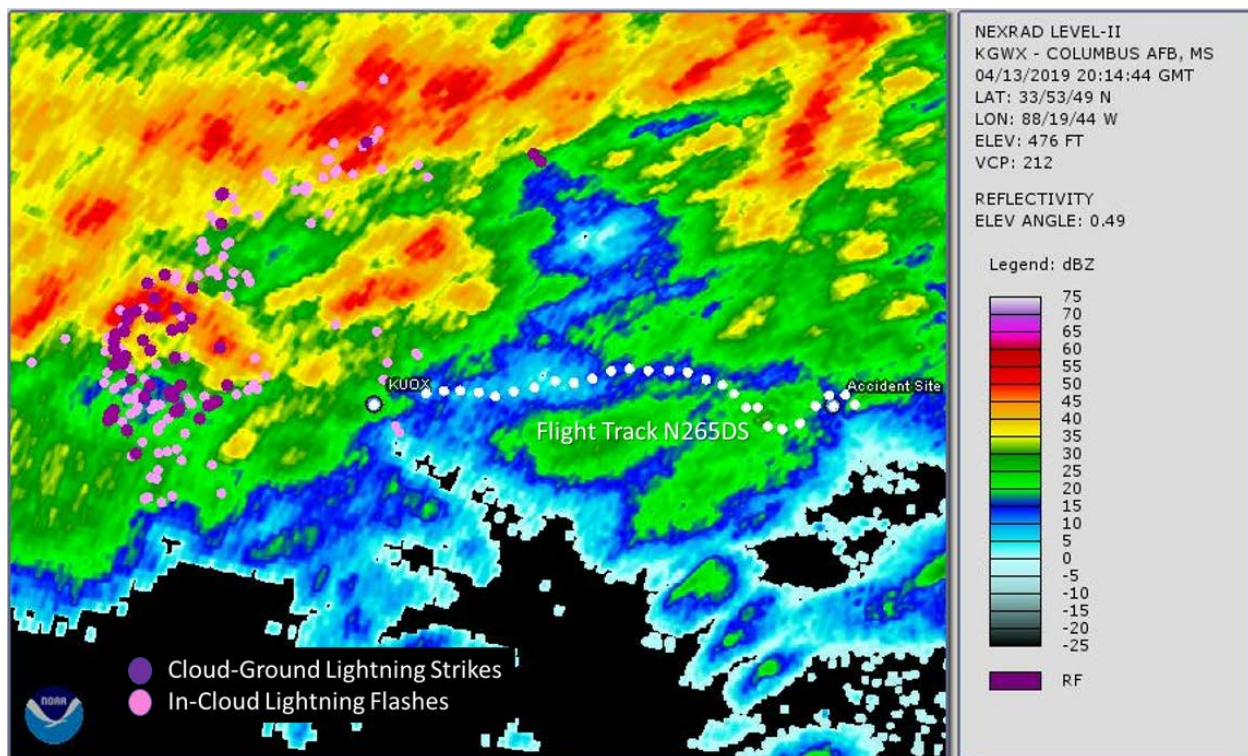 KUOX
Accident Site
Flight Track N265DS
Cloud-Ground Lightning Strikes
In-Cloud Lightning Flashes
NOAA
NEXRAD LEVEL-II
KGWX - COLUMBUS AFB, MS
04/13/2019 20:14:44 GMT
LAT: 33/53/49 N
LON: 88/19/44 W
ELEV: 476 FT
VCP: 212
REFLECTIVITY
ELEV ANGLE: 0.49
Legend: dBZ
75
70
65
60
55
50
45
40
35
30
25
20
15
10
5
0
-5
-10
-15
-20
-25
RF